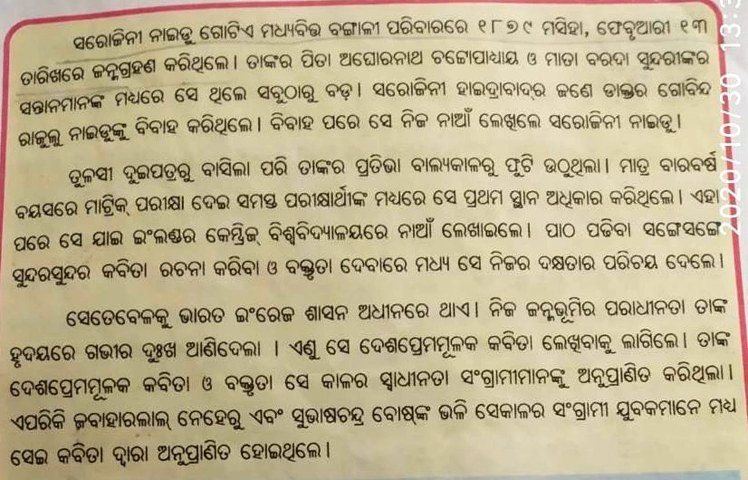 ସରୋଜିନୀ ନାଇଡୁ ଗୋଟିଏ ମଧ୍ୟବିତ୍ତ ବଙ୍ଗାଳୀ ପରିବାରରେ ୧୮୭୯ ମସିହା, ଫେବୃଆରୀ ୧୩
ତାରିଖରେ ଜନ୍ମଗ୍ରହଣ କରିଥିଲେ। ତାଙ୍କର ପିତା ଅଘୋରନାଥ ଚଟ୍ଟୋପାଧ୍ୟାୟ ଓ ମାତା ବରଦା ସୁନ୍ଦରୀଙ୍କର
ସନ୍ତାନମାନଙ୍କ ମଧ୍ୟରେ ସେ ଥିଲେ ସବୁଠାରୁ ବଡ଼। ସରୋଜିନୀ ହାଇଦ୍ରାବାଦ୍‌ର ଜଣେ ଡାକ୍ତର ଗୋବିନ୍ଦ
ରାଜୁଲୁ ନାଇଡୁଙ୍କୁ ବିବାହ କରିଥିଲେ। ବିବାହ ପରେ ସେ ନିଜ ନାଆଁ ଲେଖିଲେ ସରୋଜିନୀ ନାଇଡୁ।
ତୁଳସୀ ଦୁଇପତ୍ରରୁ ବାସିଲା ପରି ତାଙ୍କର ପ୍ରତିଭା ବାଲ୍ୟକାଳରୁ ଫୁଟି ଉଠୁଥିଲା। ମାତ୍ର ବାରବର୍ଷ
ବୟସରେ ମାଟ୍ରିକ୍ ପରୀକ୍ଷା ଦେଇ ସମସ୍ତ ପରୀକ୍ଷାର୍ଥୀଙ୍କ ମଧ୍ୟରେ ସେ ପ୍ରଥମ ସ୍ଥାନ ଅଧିକାର କରିଥିଲେ। ଏହା
ପରେ ସେ ଯାଇ ଇଂଲଣ୍ଡର କେମ୍ବ୍ରିଜ୍ ବିଶ୍ୱବିଦ୍ୟାଳୟରେ ନାଆଁ ଲେଖାଇଲେ। ପାଠ ପଢିବା ସଙ୍ଗେସଙ୍ଗେ
ସୁନ୍ଦରସୁନ୍ଦର କବିତା ରଚନା କରିବା ଓ ବକ୍ତୃତା ଦେବାରେ ମଧ୍ୟ ସେ ନିଜର ଦକ୍ଷତାର ପରିଚୟ ଦେଲେ।
ସେତେବେଳକୁ ଭାରତ ଇଂରେଜ ଶାସନ ଅଧୀନରେ ଥାଏ। ନିଜ ଜନ୍ମଭୂମିର ପରାଧୀନତା ତାଙ୍କ
ହୃଦୟରେ ଗଭୀର ଦୁଃଖ ଆଣିଦେଲା । ଏଣୁ ସେ ଦେଶପ୍ରେମମୂଳକ କବିତା ଲେଖିବାକୁ ଲାଗିଲେ। ତାଙ୍କ
ଦେଶପ୍ରେମମୂଳକ କବିତା ଓ ବକ୍ତୃତା ସେ କାଳର ସ୍ୱାଧୀନତା ସଂଗ୍ରାମୀମାନଙ୍କୁ ଅନୁପ୍ରାଣିତ କରିଥିଲା।
ଏପରିକି ଜବାହାରଲାଲ୍ ନେହେରୁ ଏବଂ ସୁଭାଷଚନ୍ଦ୍ର ବୋଷ୍‌ଙ୍କ ଭଳି ସେକାଳର ସଂଗ୍ରାମୀ ଯୁବକମାନେ ମଧ୍ୟ
ସେଇ କବିତା ଦ୍ୱାରା ଅନୁପ୍ରାଣିତ ହୋଇଥିଲେ।
2020/10/30